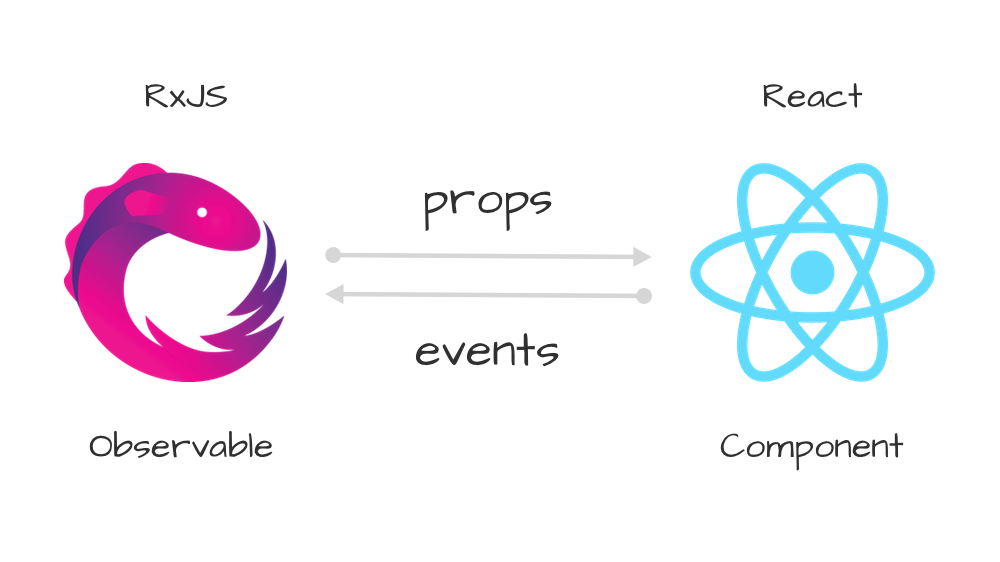 RxJS
React
props
events
Observable
Component